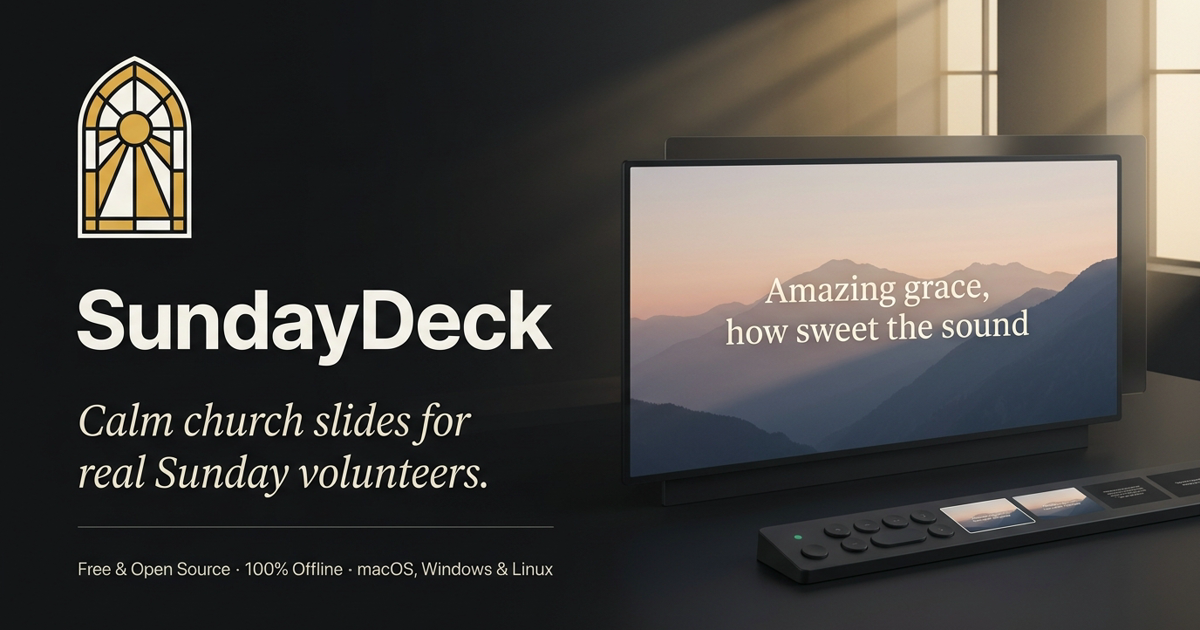 SundayDeck
Calm church slides for
real Sunday volunteers.
Free & Open Source · 100% Offline · macOS, Windows & Linux
Amazing grace,
how sweet the sound